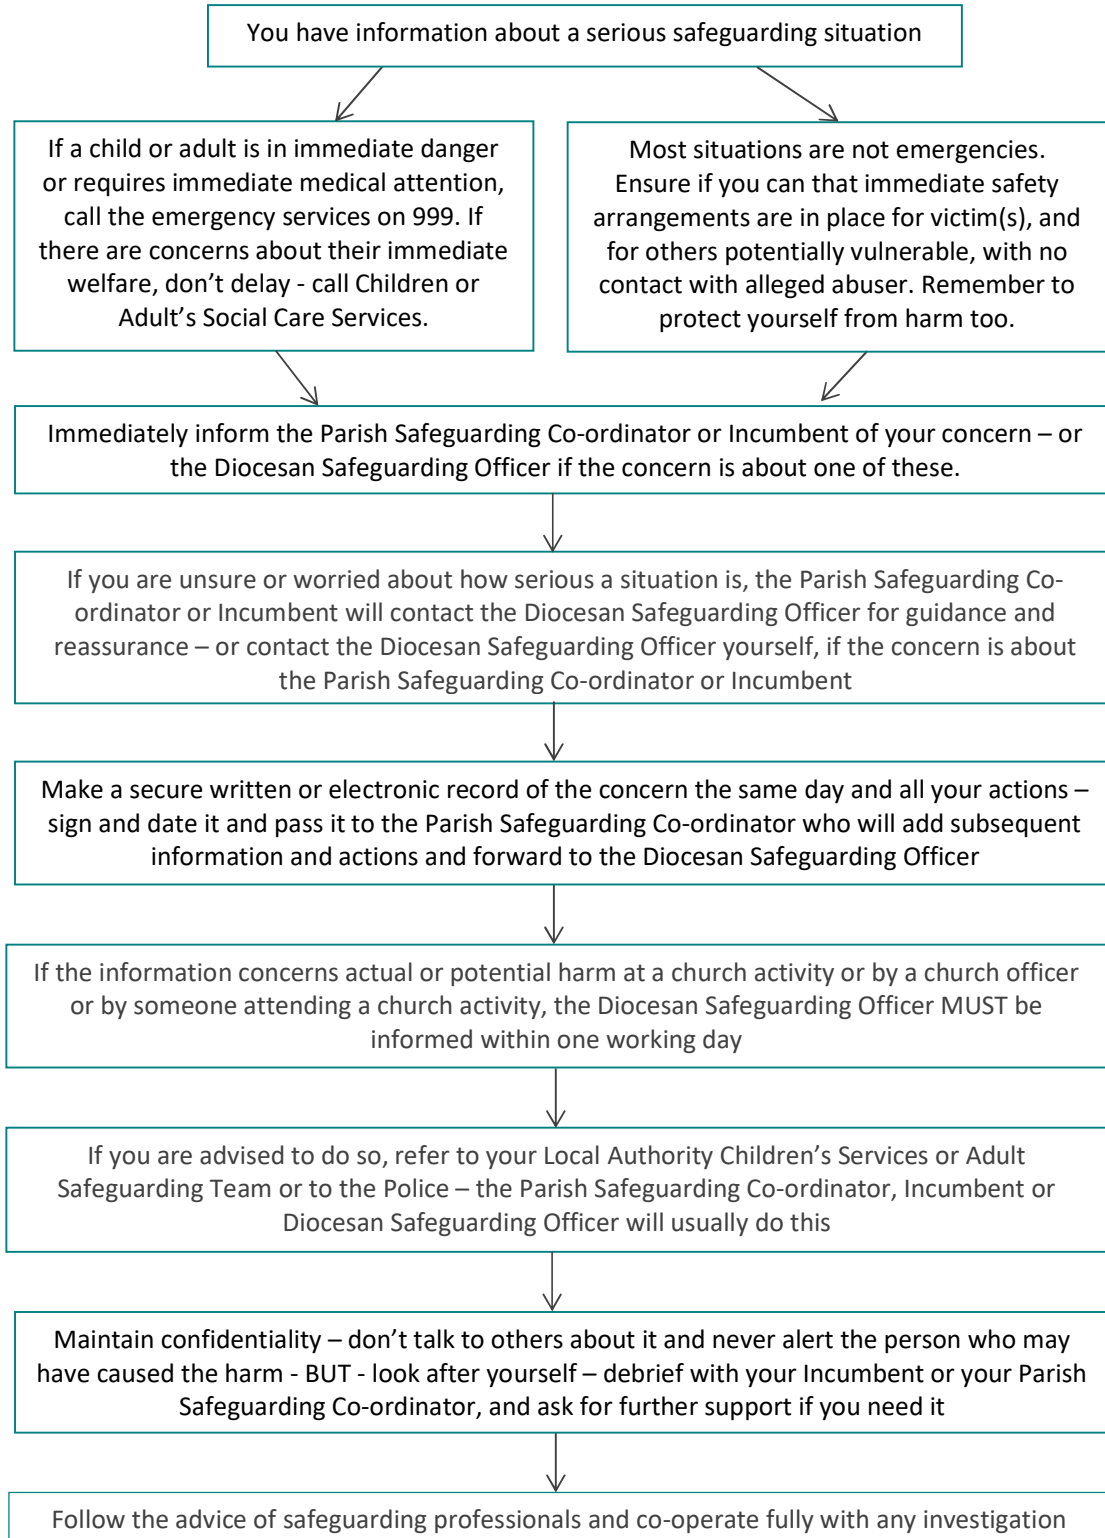 You have information about a serious safeguarding situation
If a child or adult is in immediate danger
or requires immediate medical attention,
call the emergency services on 999. If
there are concerns about their immediate
welfare, don’t delay - call Children or
Adult’s Social Care Services.
Most situations are not emergencies.
Ensure if you can that immediate safety
arrangements are in place for victim(s), and
for others potentially vulnerable, with no
contact with alleged abuser. Remember to
protect yourself from harm too.
Immediately inform the Parish Safeguarding Co-ordinator or Incumbent of your concern – or
the Diocesan Safeguarding Officer if the concern is about one of these.
If you are unsure or worried about how serious a situation is, the Parish Safeguarding Co-
ordinator or Incumbent will contact the Diocesan Safeguarding Officer for guidance and
reassurance – or contact the Diocesan Safeguarding Officer yourself, if the concern is about
the Parish Safeguarding Co-ordinator or Incumbent
Make a secure written or electronic record of the concern the same day and all your actions –
sign and date it and pass it to the Parish Safeguarding Co-ordinator who will add subsequent
information and actions and forward to the Diocesan Safeguarding Officer
If the information concerns actual or potential harm at a church activity or by a church officer
or by someone attending a church activity, the Diocesan Safeguarding Officer MUST be
informed within one working day
If you are advised to do so, refer to your Local Authority Children’s Services or Adult
Safeguarding Team or to the Police – the Parish Safeguarding Co-ordinator, Incumbent or
Diocesan Safeguarding Officer will usually do this
Maintain confidentiality – don’t talk to others about it and never alert the person who may
have caused the harm - BUT - look after yourself – debrief with your Incumbent or your Parish
Safeguarding Co-ordinator, and ask for further support if you need it
Follow the advice of safeguarding professionals and co-operate fully with any investigation